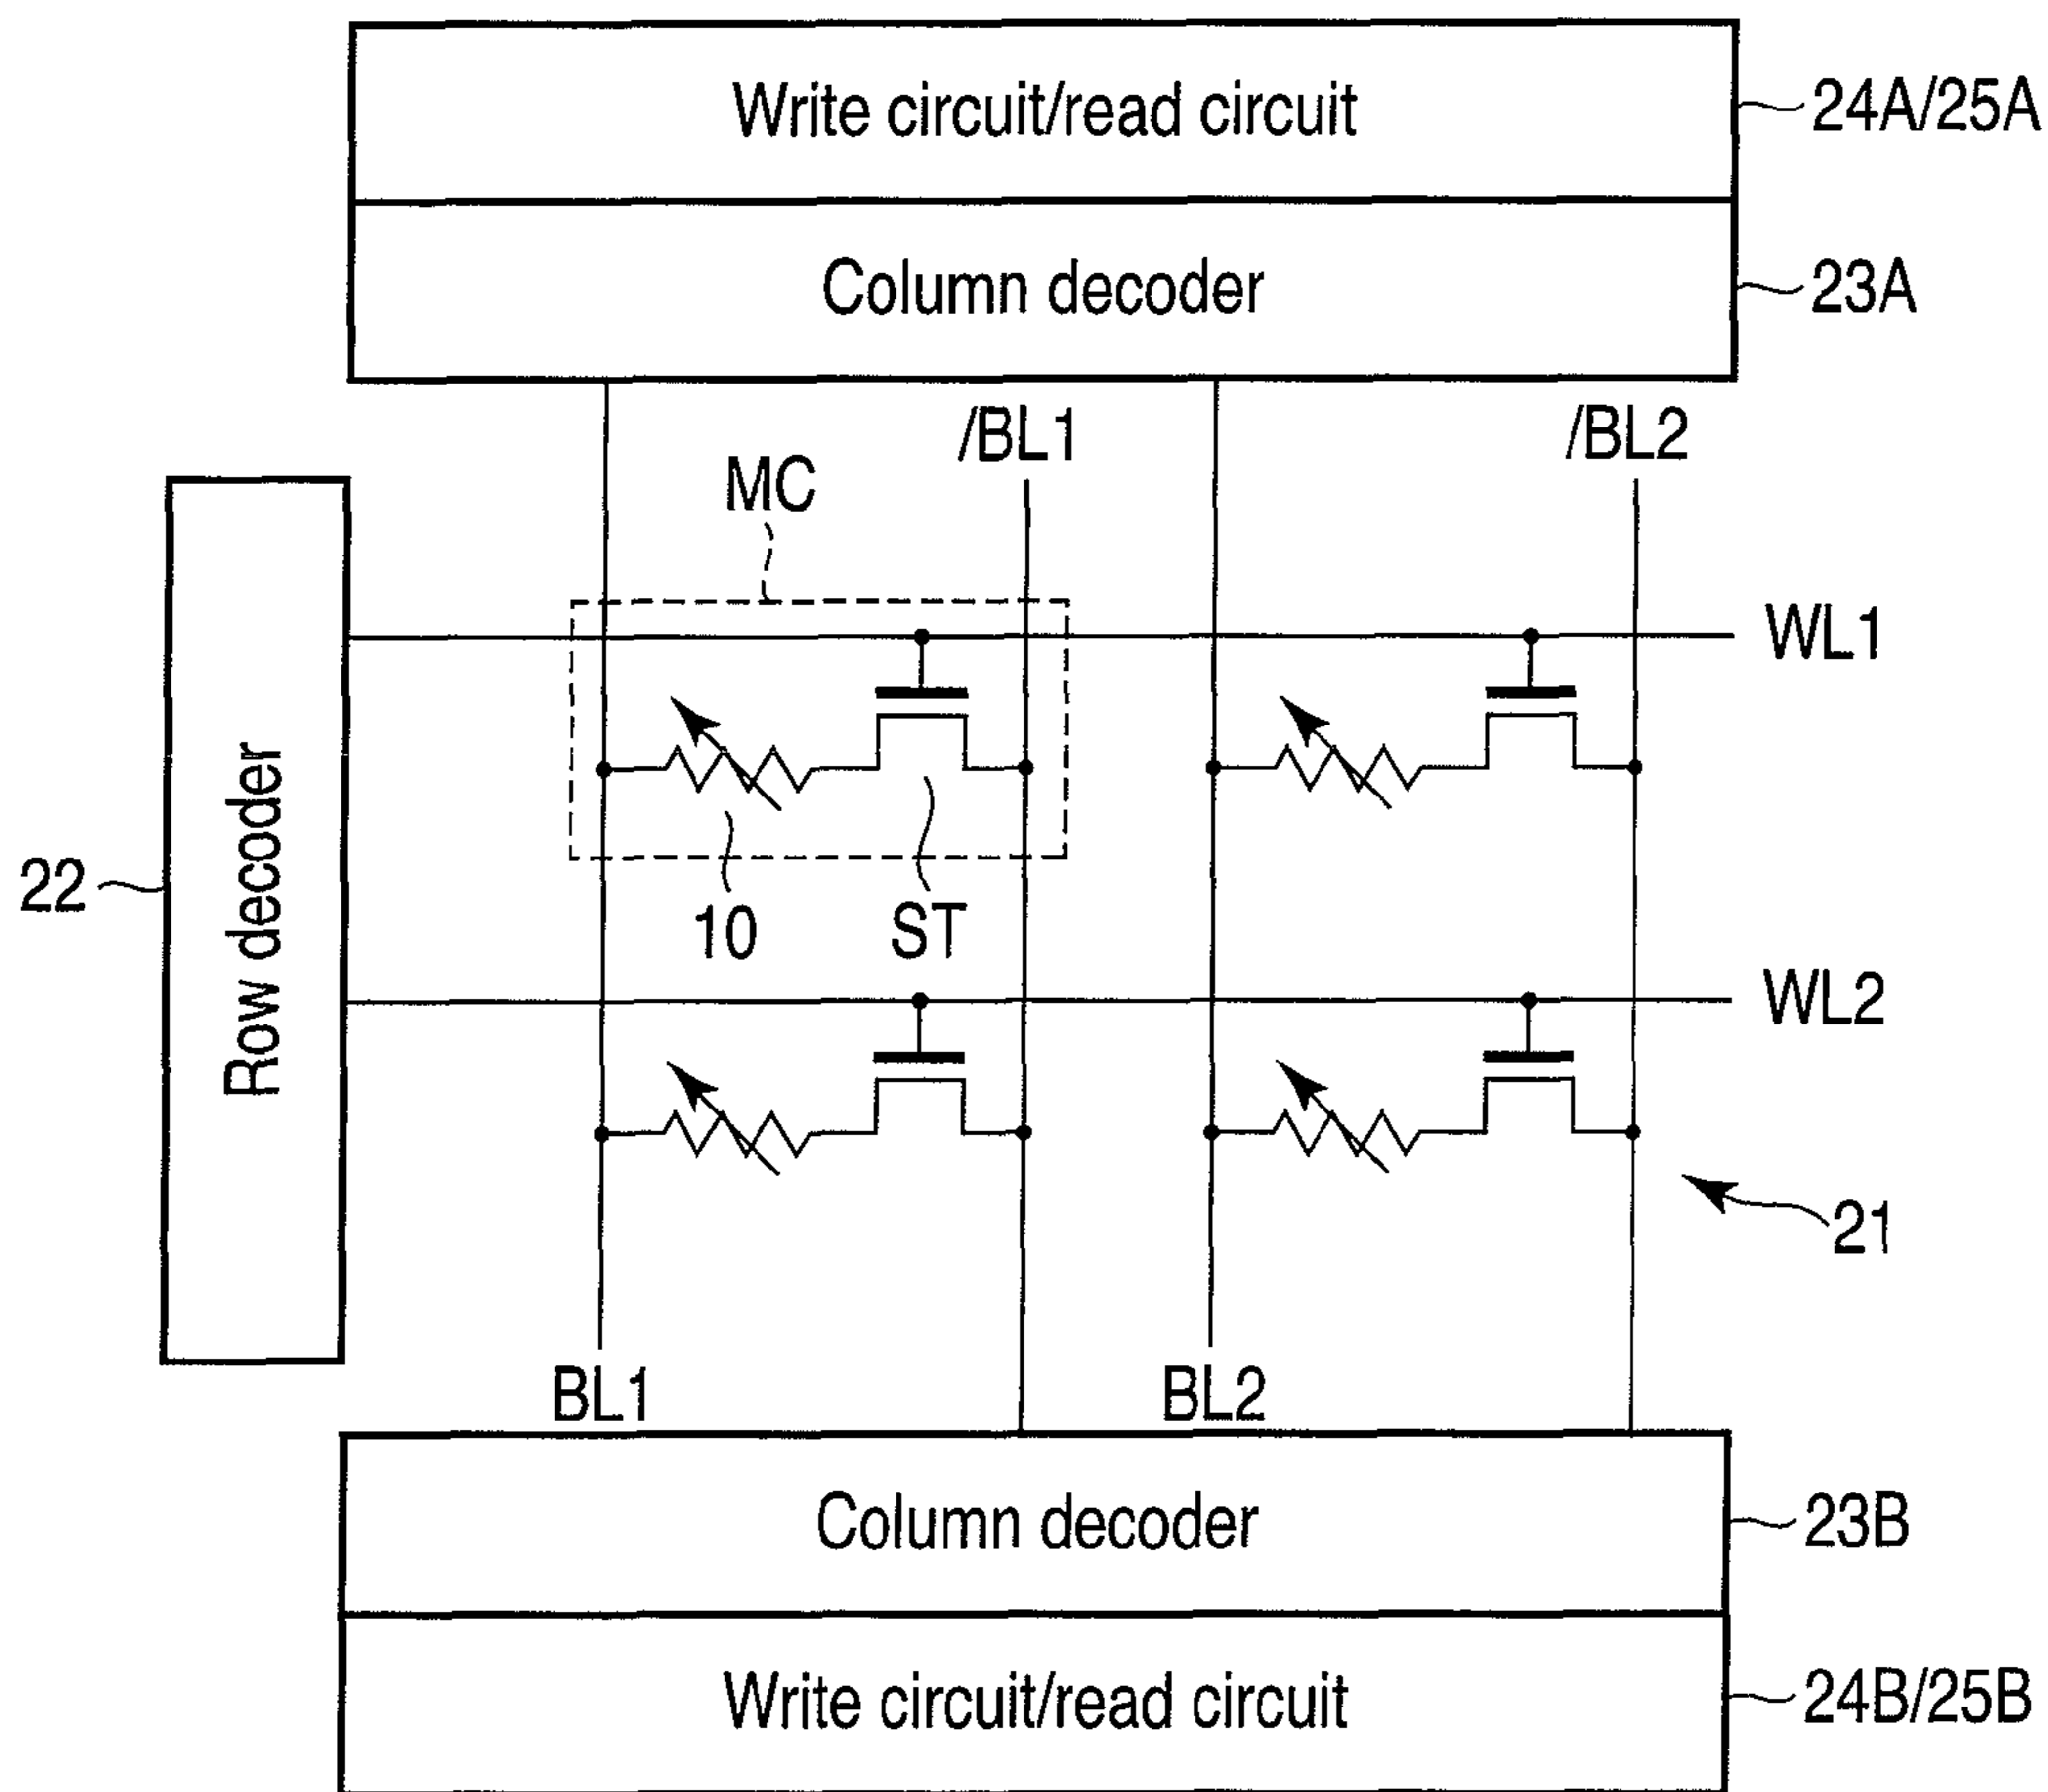 Write circuit/read circuit
24A/25A
Column decoder
23A
/BL1
/BL2
MC
WL1
Row decoder
22
10
ST
WL2
21
BL1
BL2
Column decoder
23B
Write circuit/read circuit
24B/25B